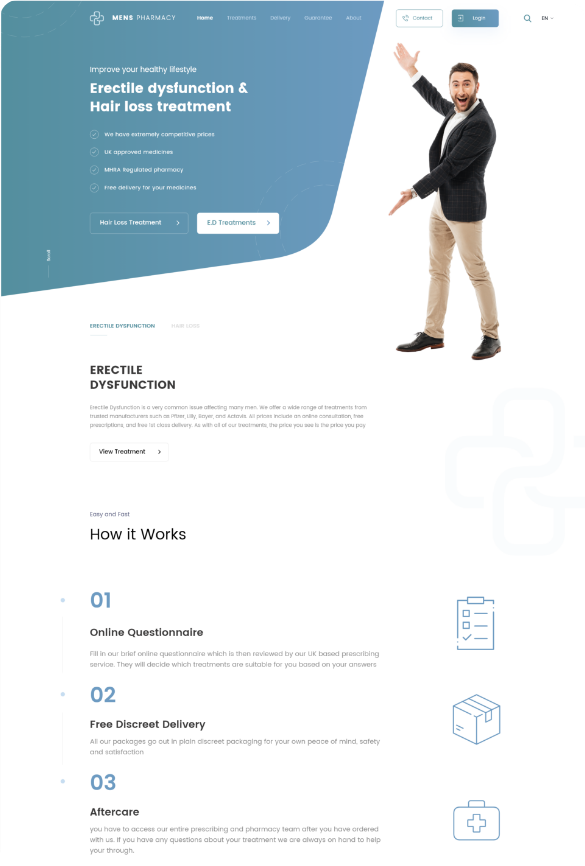 MENS PHARMACY
Home
Treatments
Delivery
Guarantee
About
Contact
Login
EN
Improve your healthy lifestyle
Erectile dysfunction &
Hair loss treatment
We have extremely competitive prices
UK approved medicines
MHRA Regulated pharmacy
Free delivery for your medicines
Hair Loss Treatment
E.D Treatments
Scroll
ERECTILE DYSFUNCTION
HAIR LOSS
ERECTILE
DYSFUNCTION
Erectile Dysfunction is a very common issue affecting many men. We offer a wide range of treatments from
trusted manufacturers such as Pfizer, Lilly, Bayer, and Actavis. All prices include an online consultation, free
prescriptions, and free 1st class delivery. As with all of our treatments, the price you see is the price you pay
View Treatment
Easy and Fast
How it Works
01
Online Questionnaire
Fill in our brief online questionnaire which is then reviewed by our UK based prescribing
service. They will decide which treatments are suitable for you based on your answers
02
Free Discreet Delivery
All our packages go out in plain discreet packaging for your own peace of mind, safety
and satisfaction
03
Aftercare
you have to access our entire prescribing and pharmacy team after you have ordered
with us. If you have any questions about your treatment we are always on hand to help
your through.